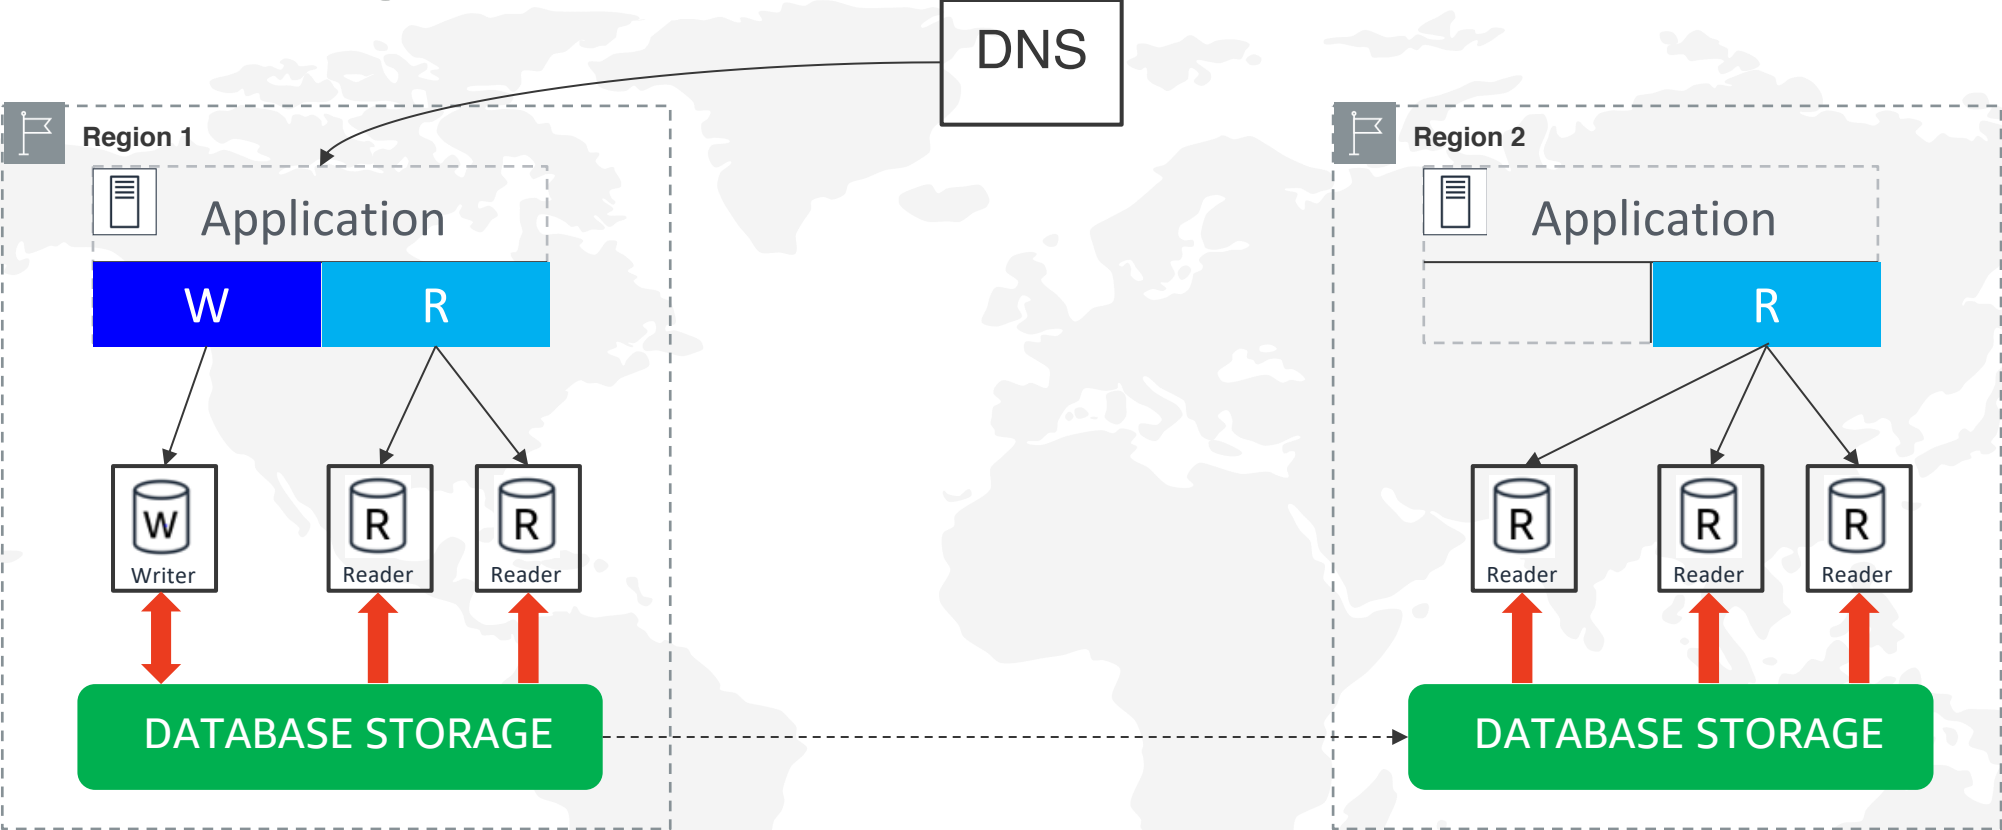 DNS
Region 1
Application
W R
W
Writer
R
Reader
R
Reader
DATABASE STORAGE
Region 2
Application
R
R
Reader
R
Reader
R
Reader
DATABASE STORAGE